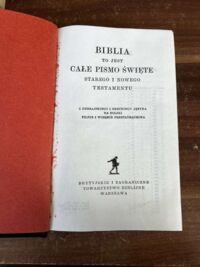 BIBLIA
TO JEST
CAŁE PISMO ŚWIĘTE
STAREGO I NOWEGO
TESTAMENTU
Z HEBRAJSKIEGO I GRECKIEGO JĘZYKA
NA POLSKI
PILNIE I WIERNIE PRZETŁUMACZONA
BRYTYJSKIE I ZAGRANICZNE
TOWARZYSTWO BIBLIJNE
WARSZAWA